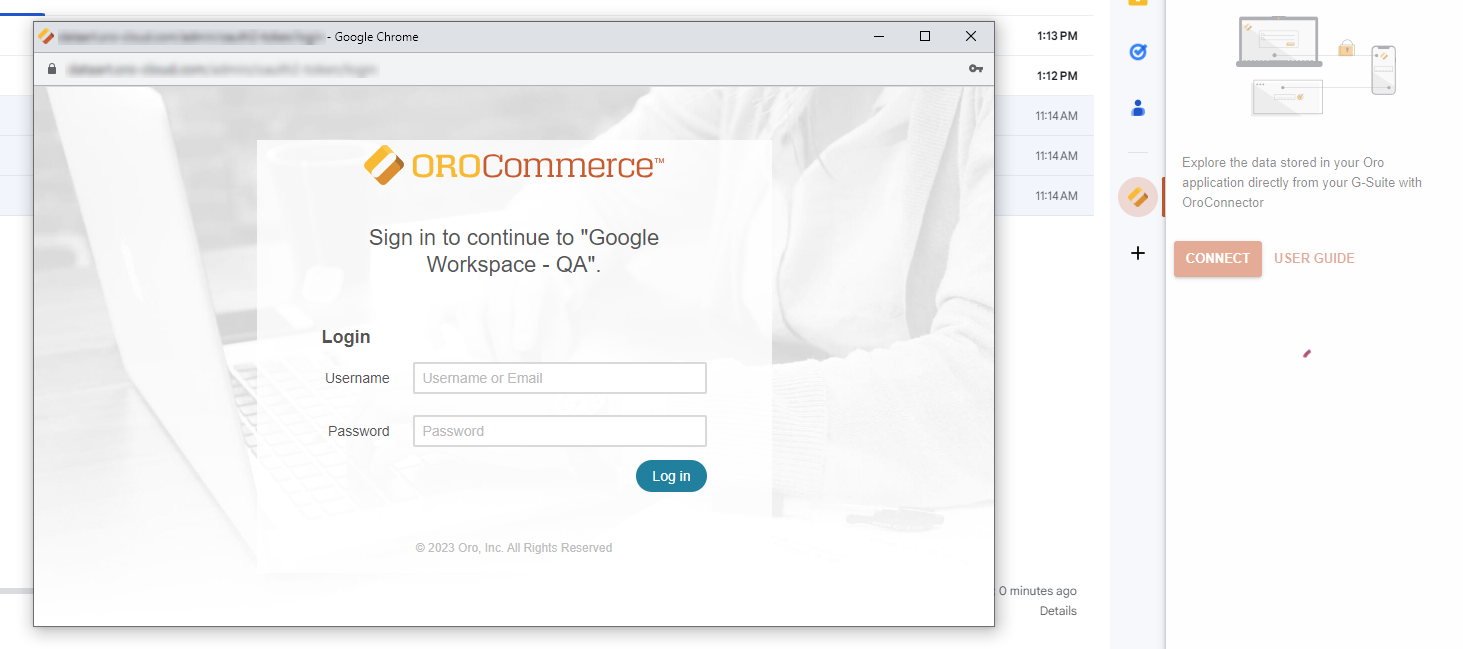 - Google Chrome
OROCommerce™
Sign in to continue to "Google
Workspace - QA".
Login
Username
Username or Email
Password
Password
Log in
© 2023 Oro, Inc. All Rights Reserved
1:13 PM
1:12 PM
11:14 AM
11:14 AM
11:14 AM
0 minutes ago
Details
Explore the data stored in your Oro
application directly from your G-Suite with
OroConnector
CONNECT USER GUIDE